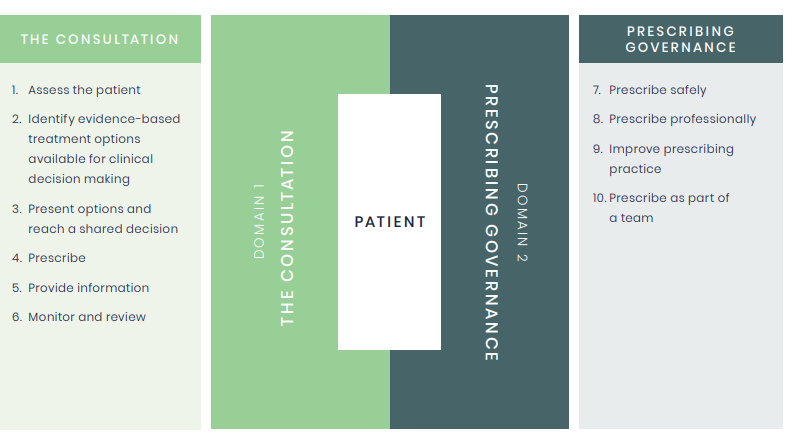 THE CONSULTATION
1. Assess the patient
2. Identify evidence-based
treatment options
available for clinical
decision making
3. Present options and
reach a shared decision
4. Prescribe
5. Provide information
6. Monitor and review
DOMAIN 1
THE CONSULTATION
PATIENT
PRESCRIBING GOVERNANCE
DOMAIN 2
PRESCRIBING
GOVERNANCE
7. Prescribe safely
8. Prescribe professionally
9. Improve prescribing
practice
10. Prescribe as part of
a team